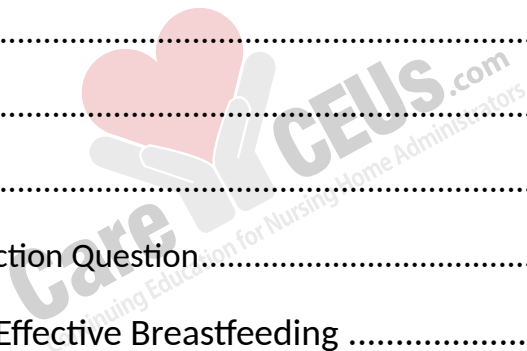 ................................................
................................................
................................................
ction Question................................
Effective Breastfeeding .................
Care CEUs.com
Continuing Education for Nursing Home Administrators